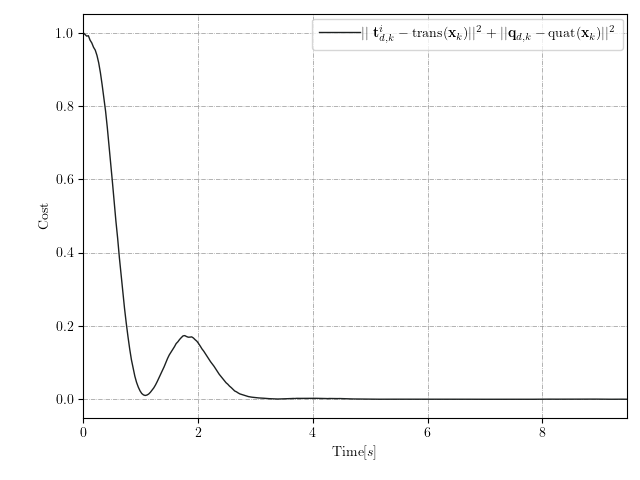 || t^i_{d,k} − trans(x_k)||^2 + ||q_{d,k} − quat(x_k)||^2
1.0
0.8
0.6
0.4
0.2
0.0
Cost
0 2 4 6 8
Time[s]